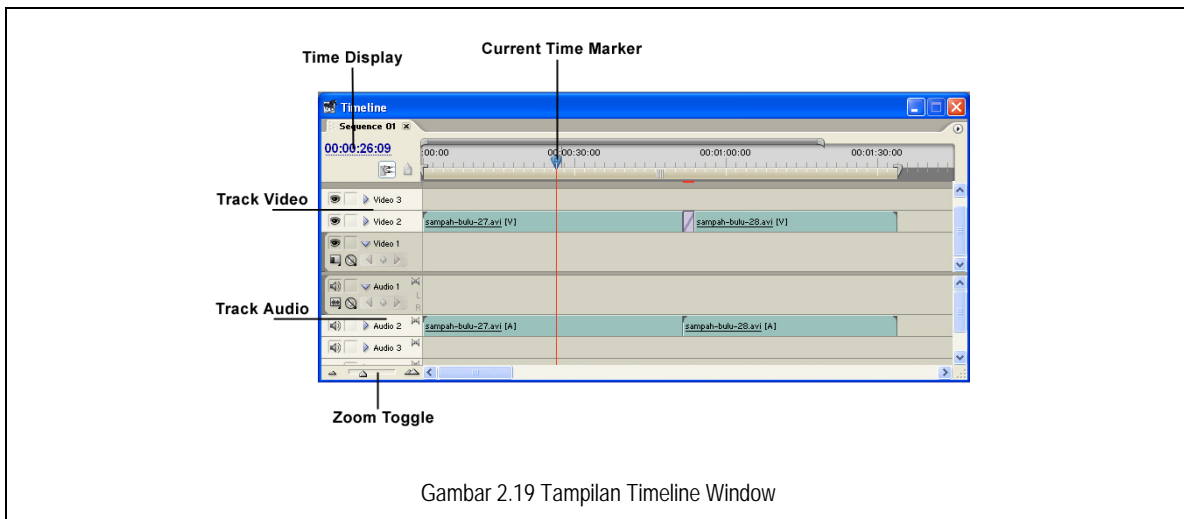 Current Time Marker
Time Display
Timeline
Sequence 01
00:00:26:09
:00:00 00:00:30:00 00:01:00:00 00:01:30:00
Track Video
Video 3
Video 2 sampah-bulu-27.avi [V] sampah-bulu-28.avi [V]
Video 1
Audio 1
L
R
Track Audio
Audio 2 sampah-bulu-27.avi [A] sampah-bulu-28.avi [A]
Audio 3
Zoom Toggle
Gambar 2.19 Tampilan Timeline Window